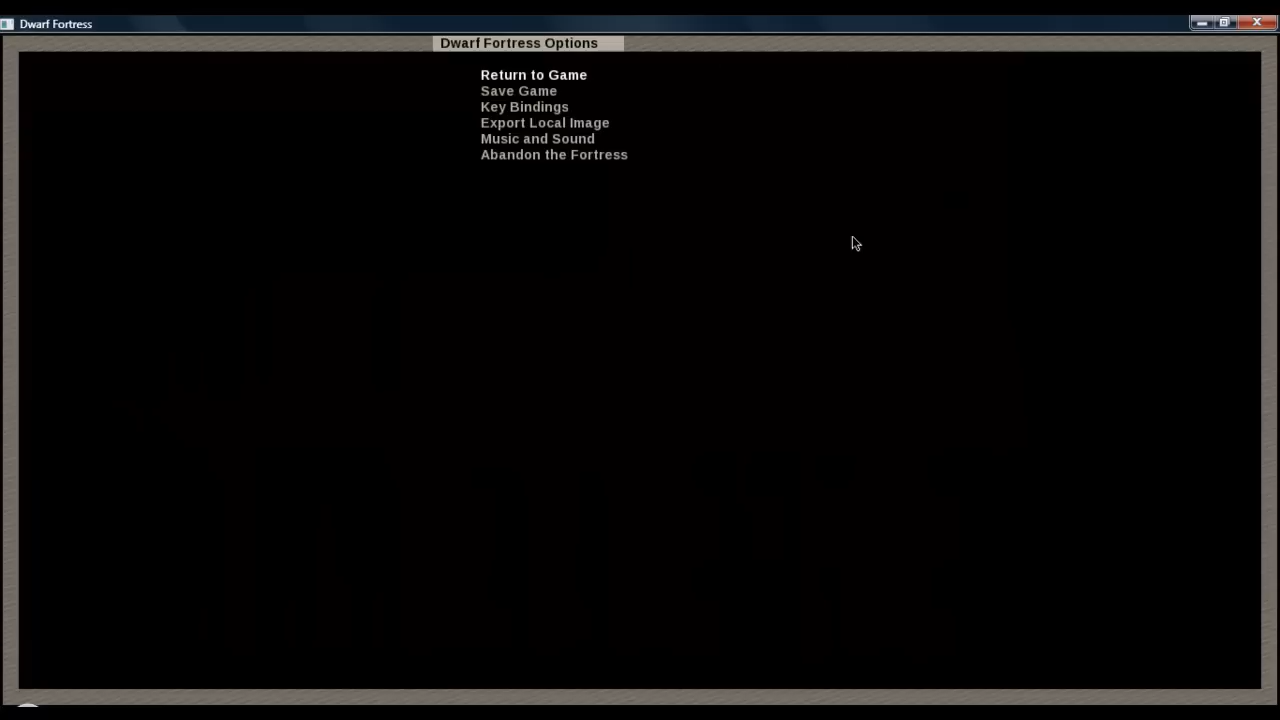 Dwarf Fortress
Dwarf Fortress Options
Return to Game
Save Game
Key Bindings
Export Local Image
Music and Sound
Abandon the Fortress